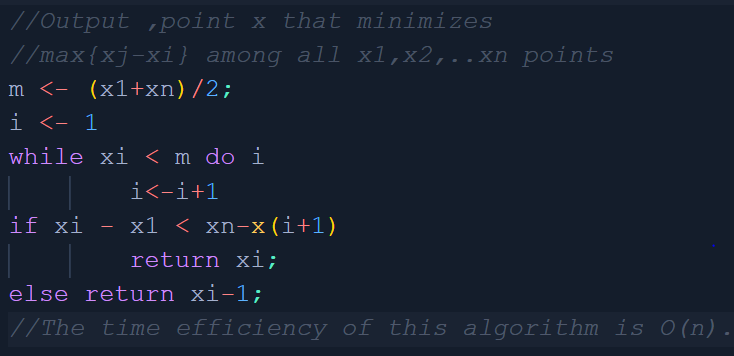 //Output ,point x that minimizes
//max{xj-xi} among all x1,x2,..xn points
m <- (x1+xn)/2;
i <- 1
while xi < m do i
i<-i+1
if xi - x1 < xn-x(i+1)
return xi;
else return xi-1;
//The time efficiency of this algorithm is O(n).